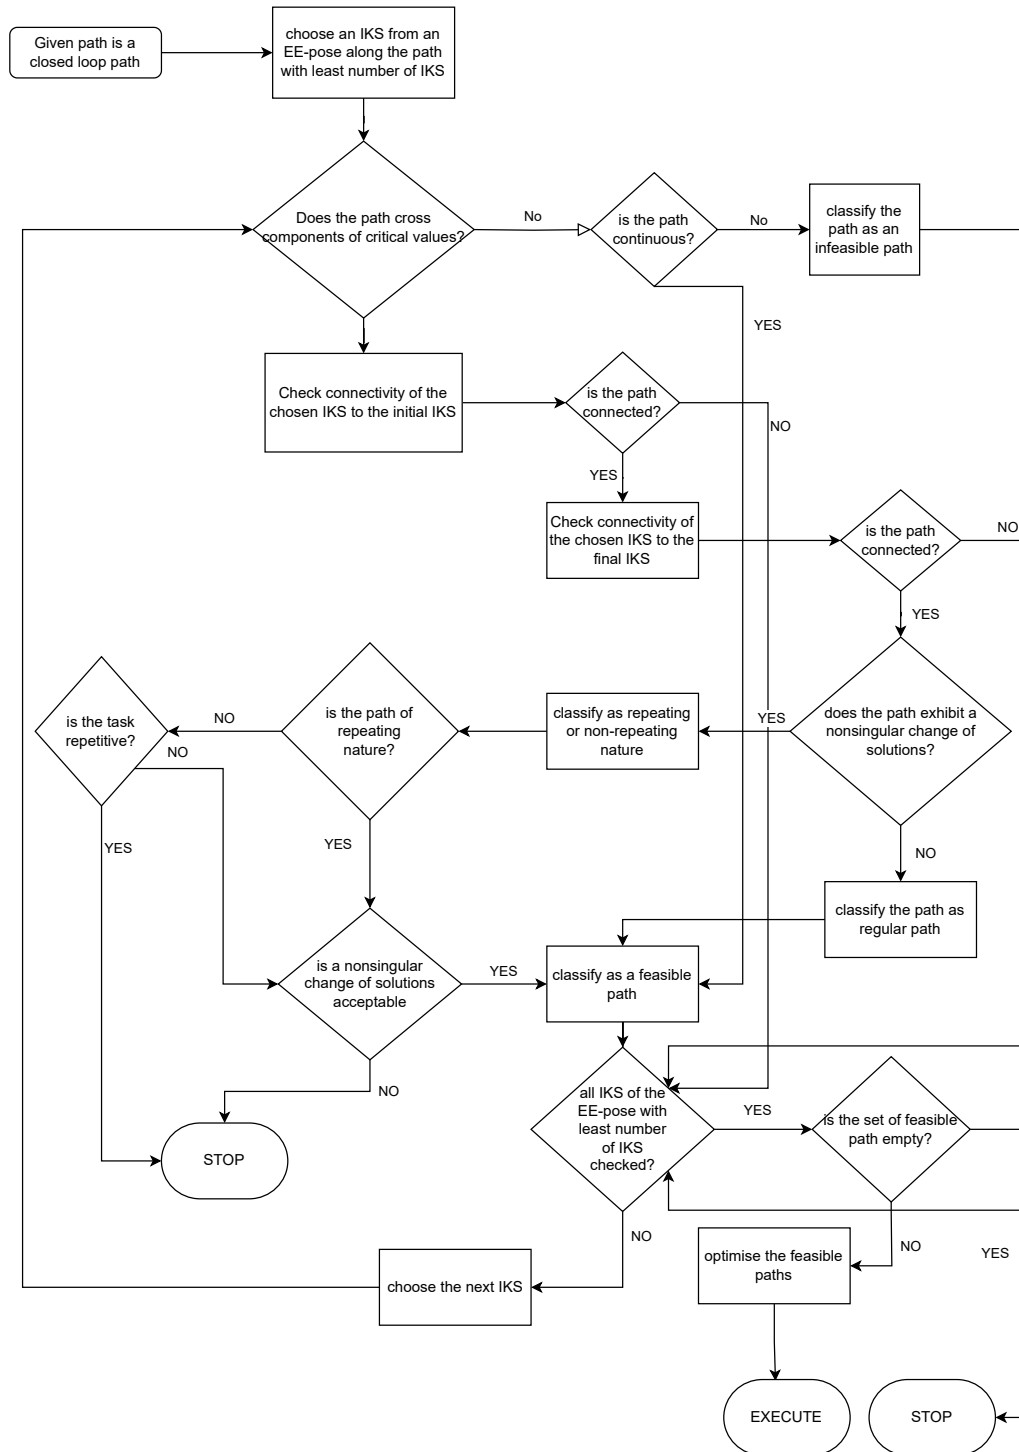 Given path is a
closed loop path
choose an IKS from an
EE-pose along the path
with least number of IKS
Does the path cross
components of critical values?
No
is the path
continuous?
No
classify the
path as an
infeasible path
YES
Check connectivity of the
chosen IKS to the initial IKS
is the path
connected?
NO
YES
Check connectivity of
the chosen IKS to the
final IKS
is the path
connected?
NO
YES
does the path exhibit a
nonsingular change of
solutions?
YES
classify as repeating
or non-repeating
nature
is the path of
repeating
nature?
NO
is the task
repetitive?
NO
YES
YES
NO
classify the path as
regular path
is a nonsingular
change of solutions
acceptable
YES
classify as a feasible
path
NO
STOP
all IKS of the
EE-pose with
least number
of IKS
checked?
YES
is the set of feasible
path empty?
NO
choose the next IKS
NO
YES
optimise the feasible
paths
EXECUTE
STOP